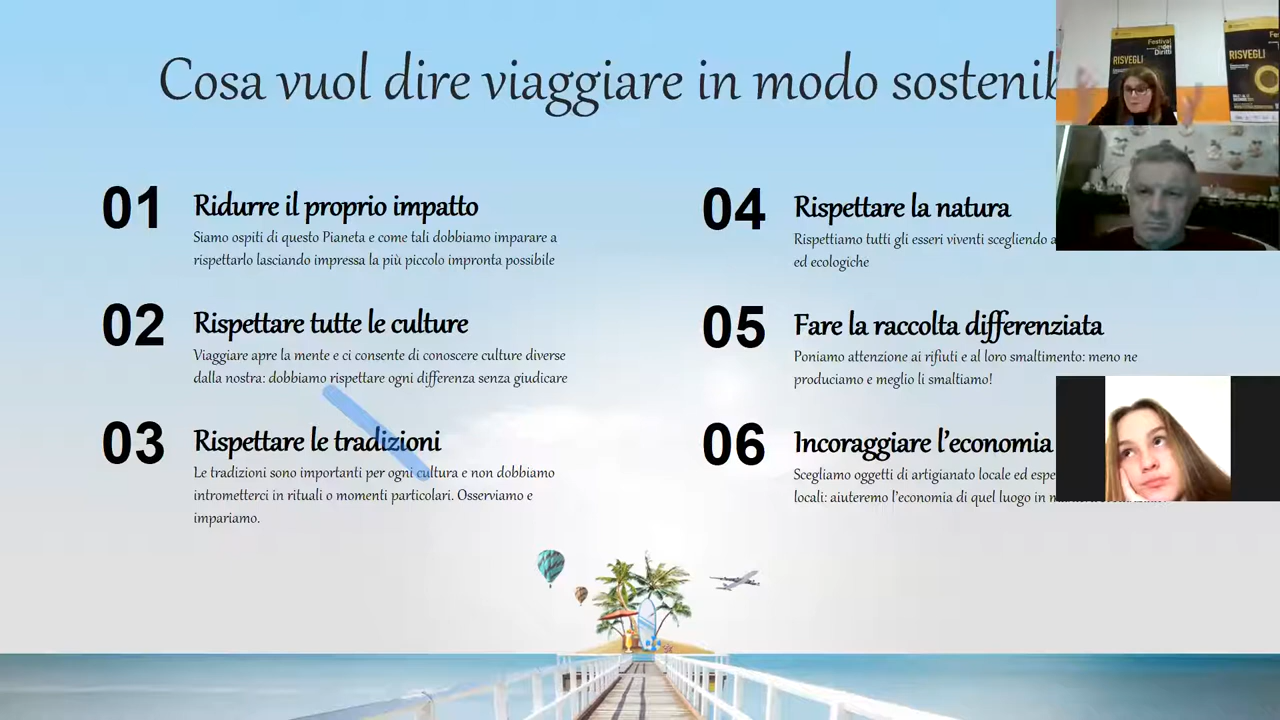 Cosa vuol dire viaggiare in modo
01
Ridurre il proprio impatto
Siamo ospiti di questo Pianeta e come tali dobbiamo imparare a
rispettarlo lasciando impressa la più piccolo impronta possibile
02
Rispettare tutte le culture
Viaggiare apre la mente e ci consente di conoscere culture diverse
dalla nostra: dobbiamo rispettare ogni differenza senza giudicare
03
Rispettare le tradizioni
Le tradizioni sono importanti per ogni cultura e non dobbiamo
intrometterci in rituali o momenti particolari. Osserviamo e
impariamo.
04
Rispettare la natura
Rispettiamo tutti gli esseri viventi scegliendo
ed ecologiche
05
Fare la raccolta differenziata
Poniamo attenzione ai rifiuti e al loro smaltimento: meno ne
produciamo e meglio li smaltiamo!
06
Incoraggiare l'economia
Scegliamo oggetti di artigianato locale ed
locali: aiuteremo l'economia di quel luogo in
Festival
dei
Diritti
RISVEGLI
RISVEGLI